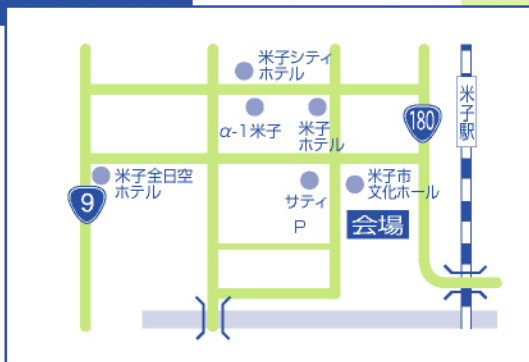 米子シティ
ホテル
α-1米子
米子
ホテル
180
米子駅
米子全日空
ホテル
9
サティ
P
米子市
文化ホール
会場